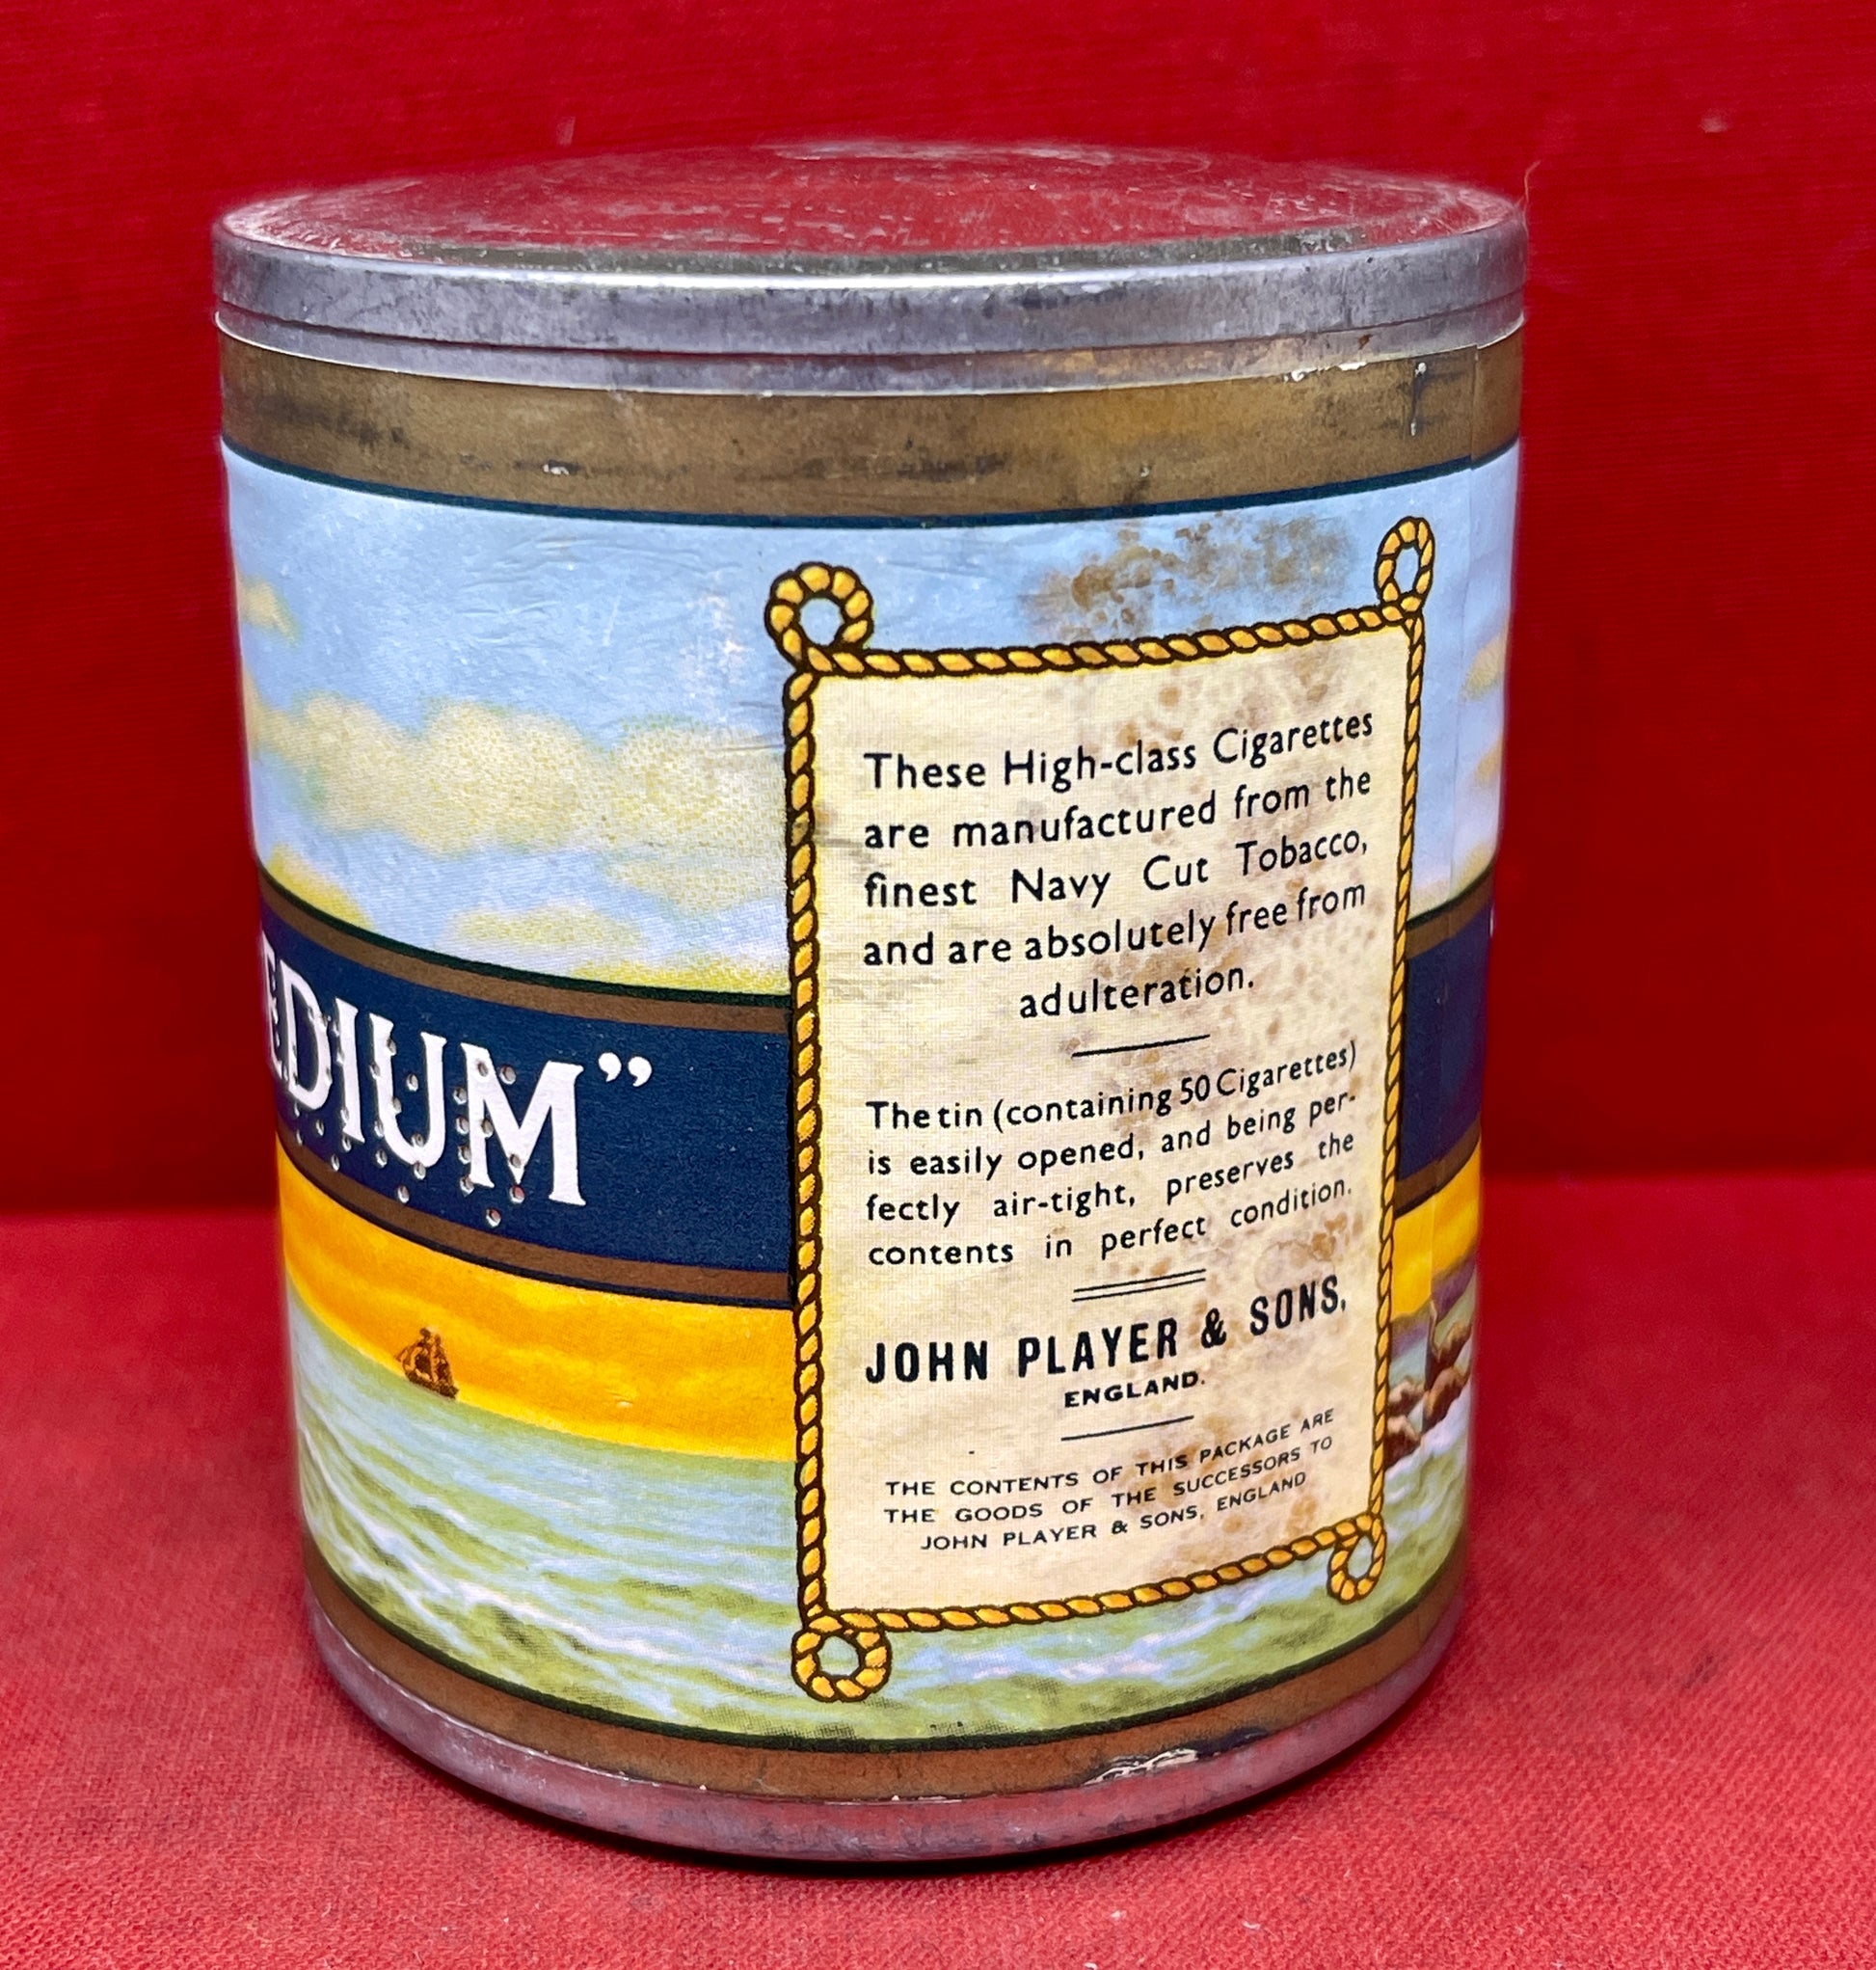 EDIUM”
These High-class Cigarettes
are manufactured from the
finest Navy Cut Tobacco,
and are absolutely free from
adulteration.
The tin (containing 50 Cigarettes)
is easily opened, and being per-
fectly air-tight, preserves the
contents in perfect condition.
JOHN PLAYER & SONS,
ENGLAND.
THE CONTENTS OF THIS PACKAGE ARE
THE GOODS OF THE SUCCESSORS TO
JOHN PLAYER & SONS, ENGLAND